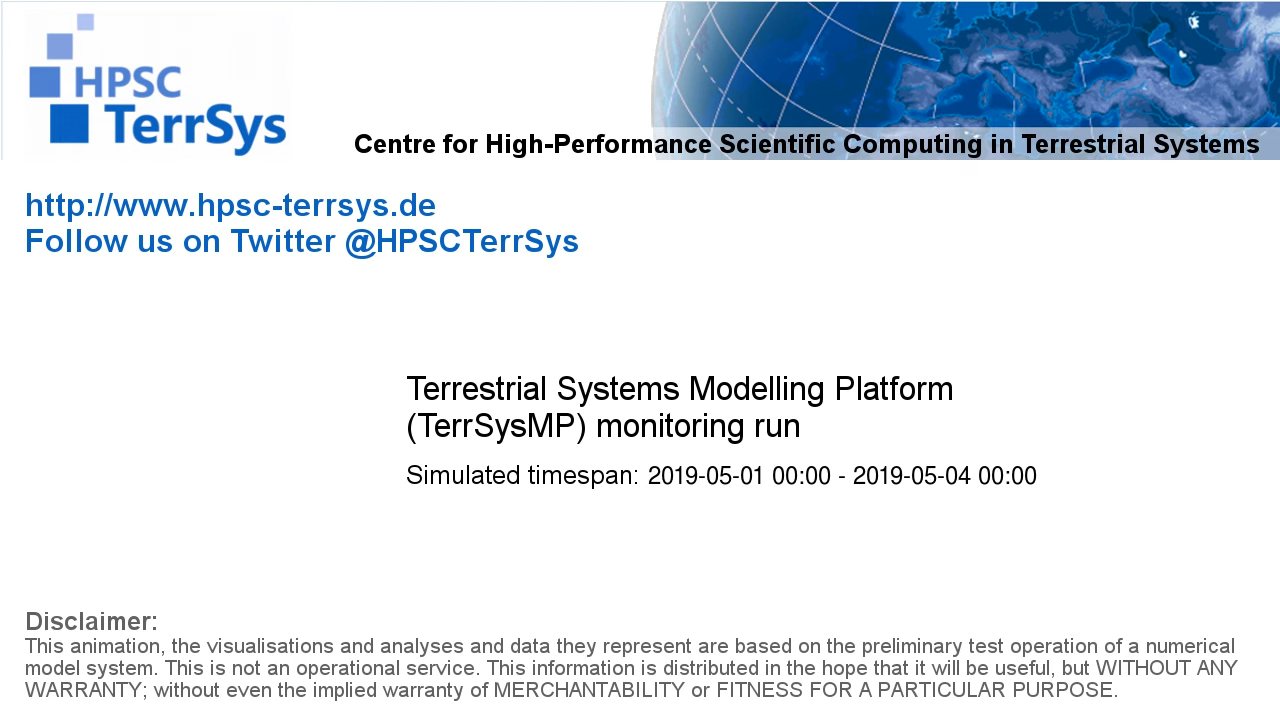 HPSC
TerrSys
Centre for High-Performance Scientific Computing in Terrestrial Systems
http://www.hpsc-terrsys.de
Follow us on Twitter @HPSCTerrSys
Terrestrial Systems Modelling Platform
(TerrSysMP) monitoring run
Simulated timespan: 2019-05-01 00:00 - 2019-05-04 00:00
Disclaimer:
This animation, the visualisations and analyses and data they represent are based on the preliminary test operation of a numerical
model system. This is not an operational service. This information is distributed in the hope that it will be useful, but WITHOUT ANY
WARRANTY; without even the implied warranty of MERCHANTABILITY or FITNESS FOR A PARTICULAR PURPOSE.